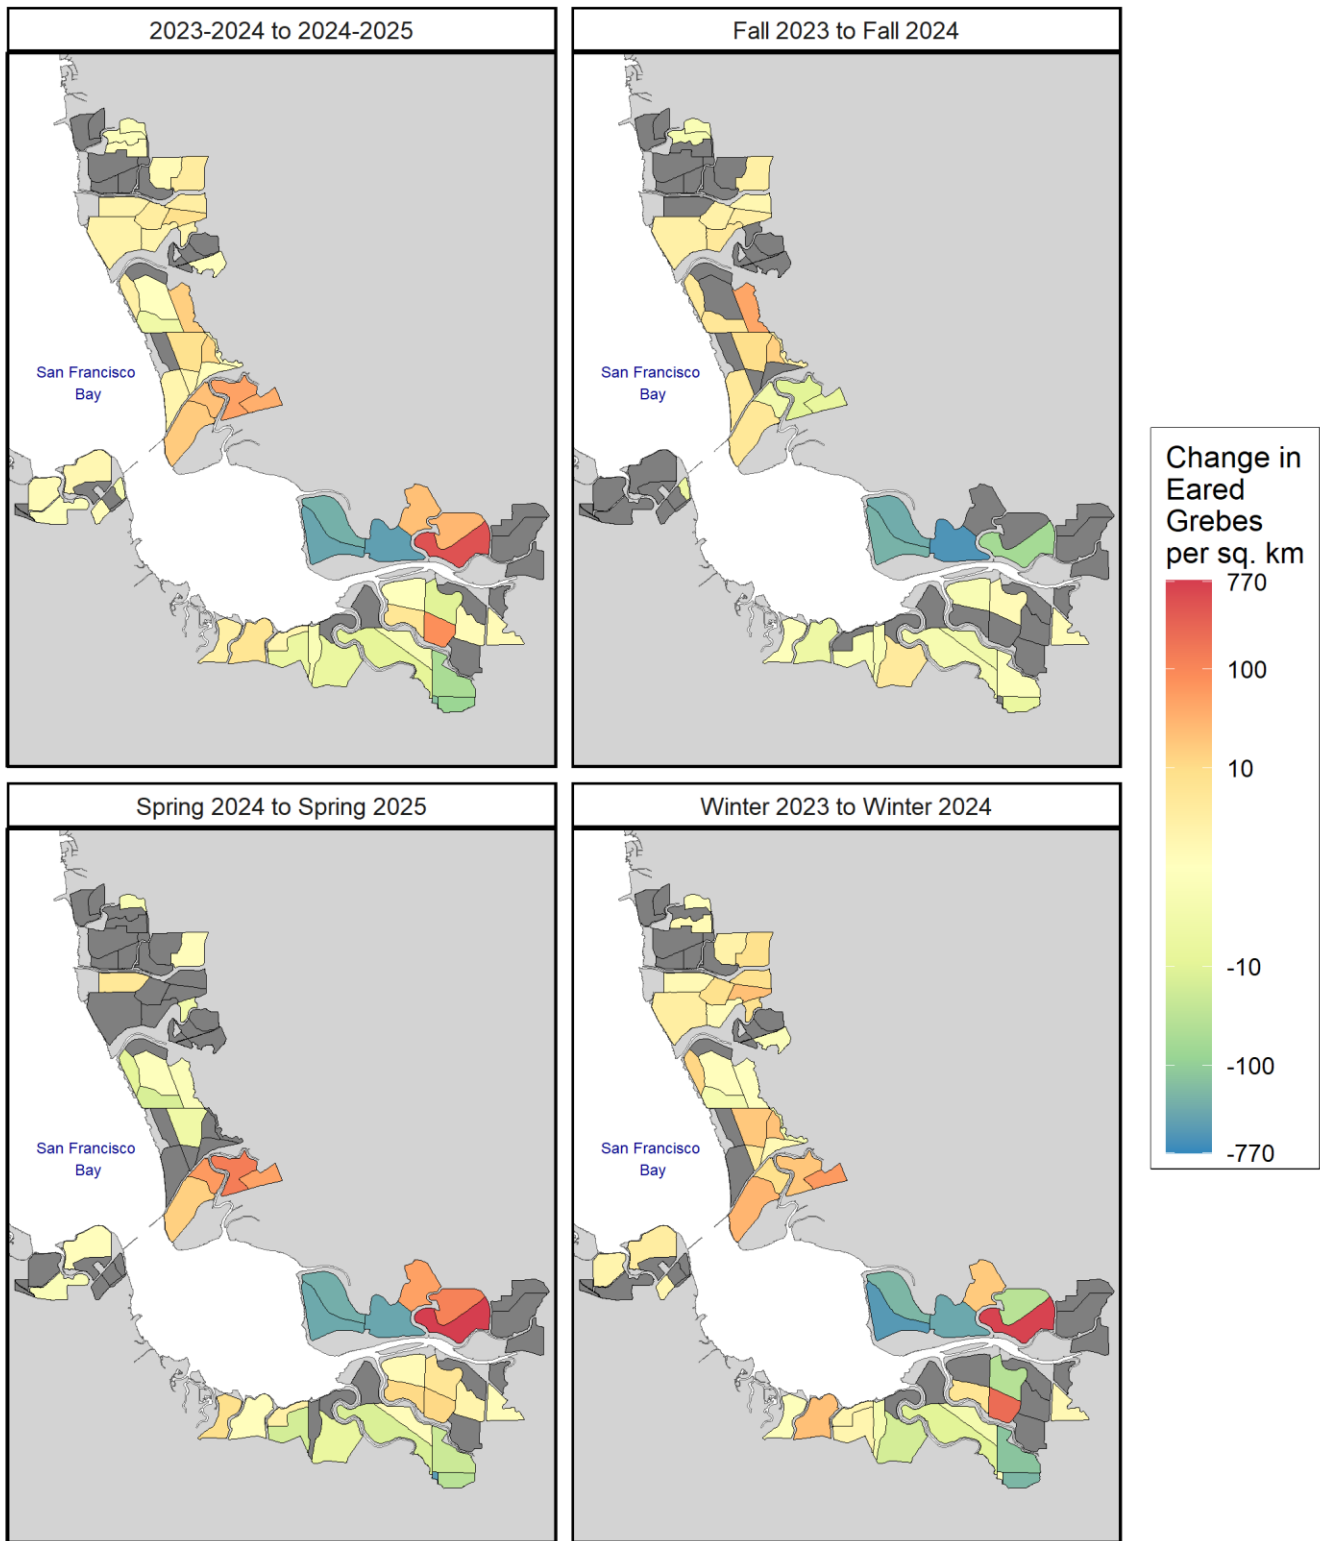 2023-2024 to 2024-2025
Fall 2023 to Fall 2024
San Francisco
Bay
San Francisco
Bay
Change in
Eared
Grebes
per sq. km
770
100
10
-10
-100
-770
Spring 2024 to Spring 2025
Winter 2023 to Winter 2024
San Francisco
Bay
San Francisco
Bay